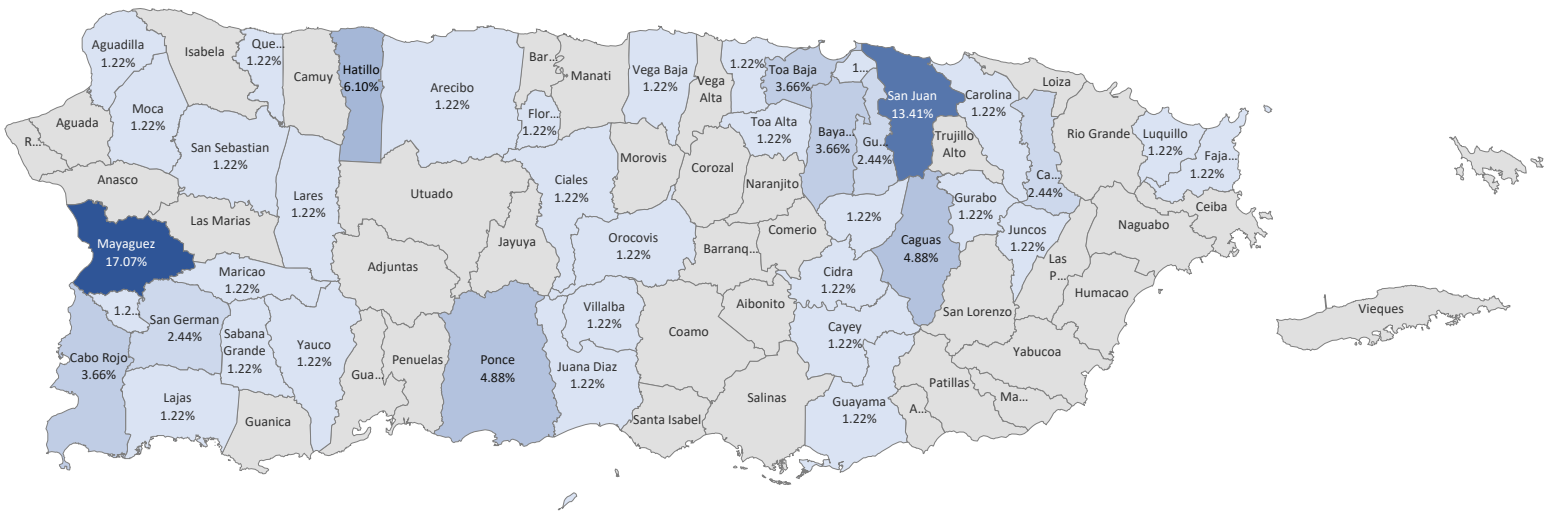 Aguadilla
1.22%
Isabela
Que...
1.22%
Camuy
Hatillo
6.10%
Arecibo
1.22%
Bar...
Manati
Vega Baja
1.22%
Vega
Alta
1.22%
Toa Baja
3.66%
1...
San Juan
13.41%
Carolina
1.22%
Loiza
Rio Grande
Luquillo
1.22%
Faja...
1.22%
Moca
1.22%
Aguada
R...
Anasco
San Sebastian
1.22%
Lares
1.22%
Flor...
1.22%
Ciales
1.22%
Morovis
Corozal
Toa Alta
1.22%
Naranjito
Baya...
3.66%
Gu...
2.44%
Trujillo
Alto
Ca...
2.44%
Ceiba
Naguabo
Mayaguez
17.07%
Las Marias
Utuado
Jayuya
Adjuntas
Orocovis
1.22%
Barranq...
Comerio
1.22%
Caguas
4.88%
Gurabo
1.22%
Juncos
1.22%
Las
P...
Humacao
Maricao
1.22%
1.2...
San German
2.44%
Sabana
Grande
1.22%
Yauco
1.22%
Cabo Rojo
3.66%
Lajas
1.22%
Guanica
Gua...
Penuelas
Ponce
4.88%
Villalba
1.22%
Juana Diaz
1.22%
Coamo
Aibonito
Cidra
1.22%
Cayey
1.22%
San Lorenzo
Yabucoa
Vieques
Santa Isabel
Salinas
Guayama
1.22%
Patillas
A...
Ma...